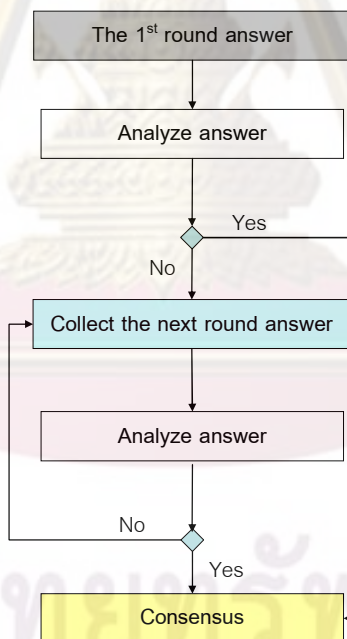 The 1st round answer
Analyze answer
Yes
No
Collect the next round answer
Analyze answer
No
Yes
Consensus